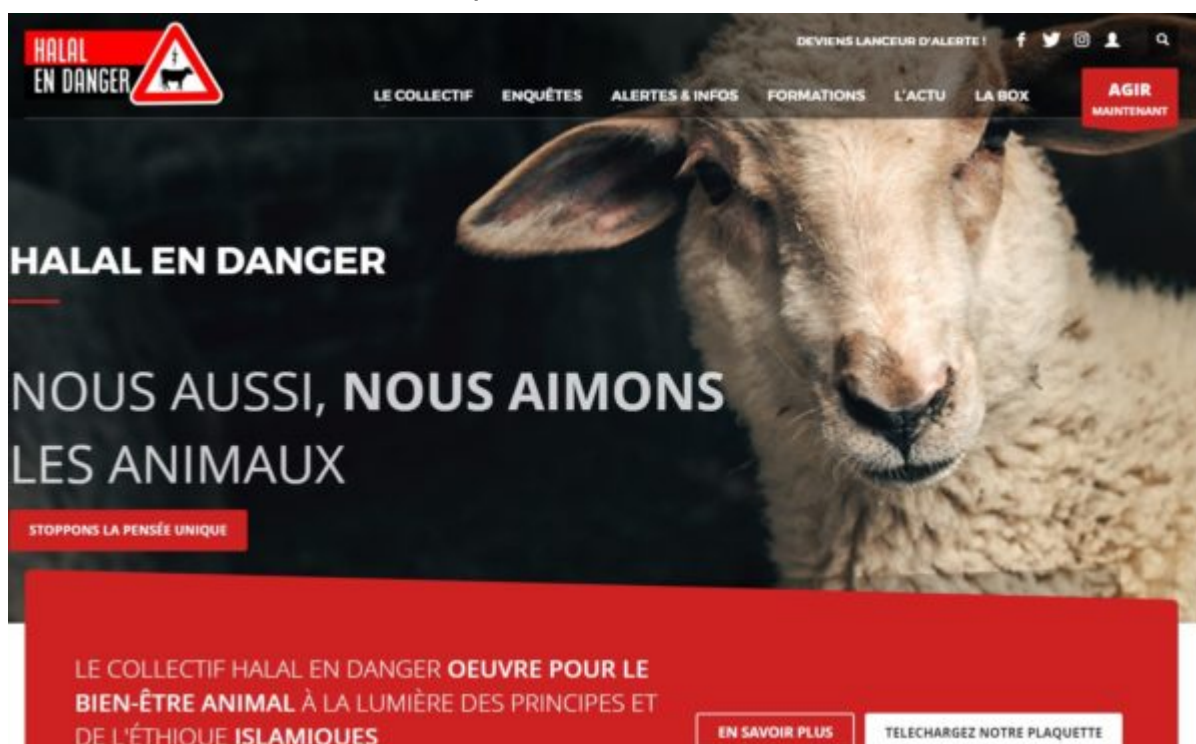 HALAL
EN DANGER
DEVIENS LANCEUR D'ALERTE !
LE COLLECTIF ENQUÊTES ALERTES & INFOS FORMATIONS L'ACTU LA BOX
AGIR
MAINTENANT
HALAL EN DANGER
NOUS AUSSI, NOUS AIMONS
LES ANIMAUX
STOPPONS LA PENSÉE UNIQUE
LE COLLECTIF HALAL EN DANGER OEUVRE POUR LE
BIEN-ÊTRE ANIMAL À LA LUMIÈRE DES PRINCIPES ET
DE L'ÉTHIQUE ISLAMIQUES
EN SAVOIR PLUS
TELECHARGEZ NOTRE PLAQUETTE